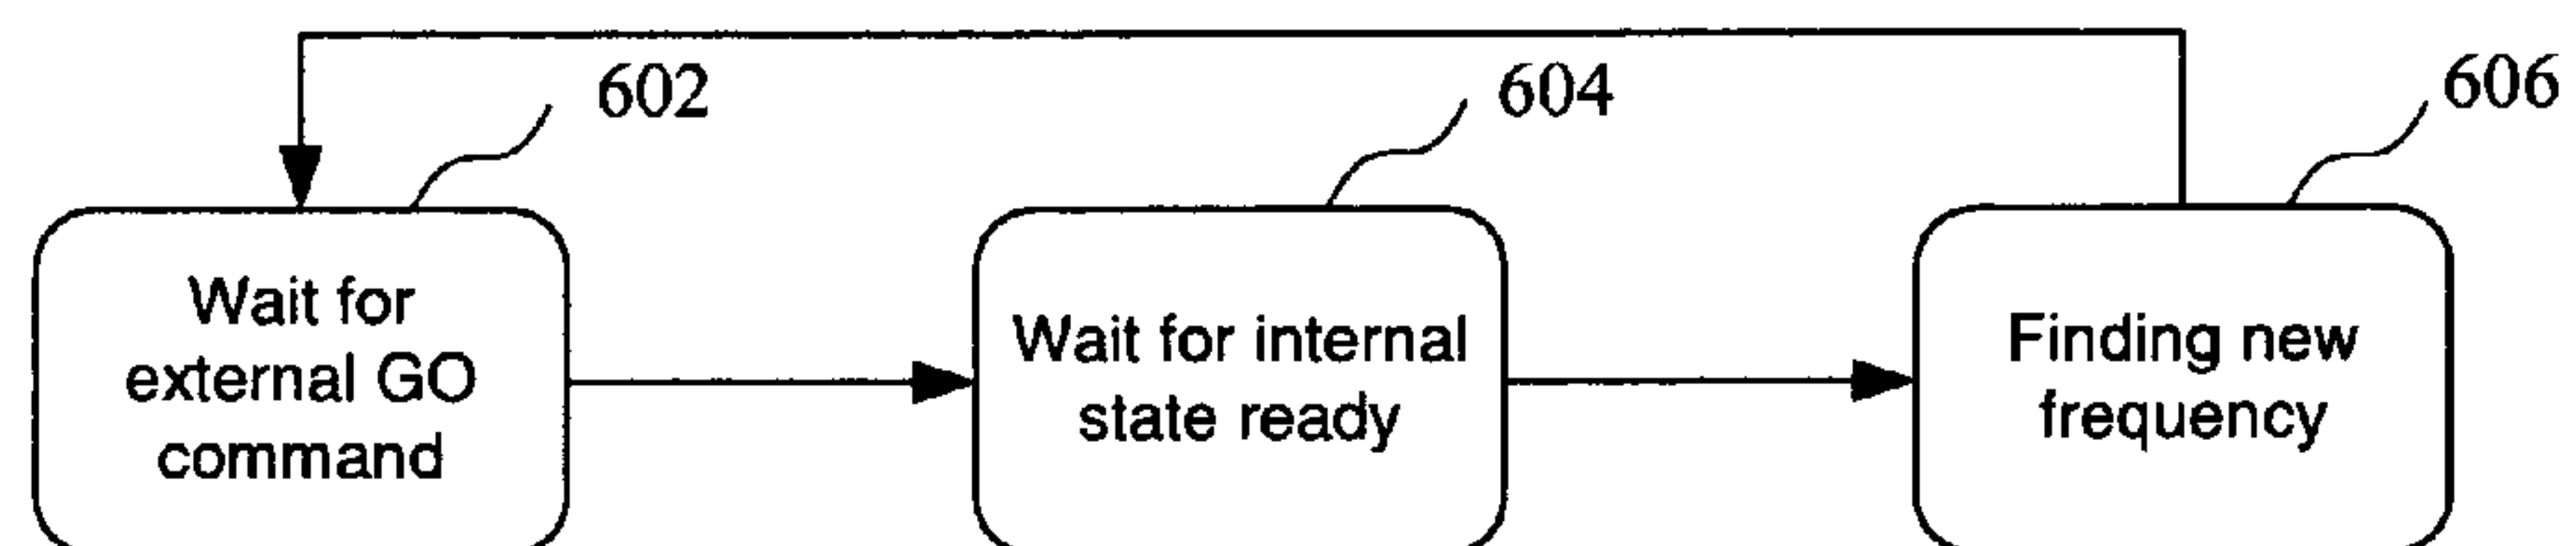 602
604
606
Wait for
external GO
command
Wait for internal
state ready
Finding new
frequency